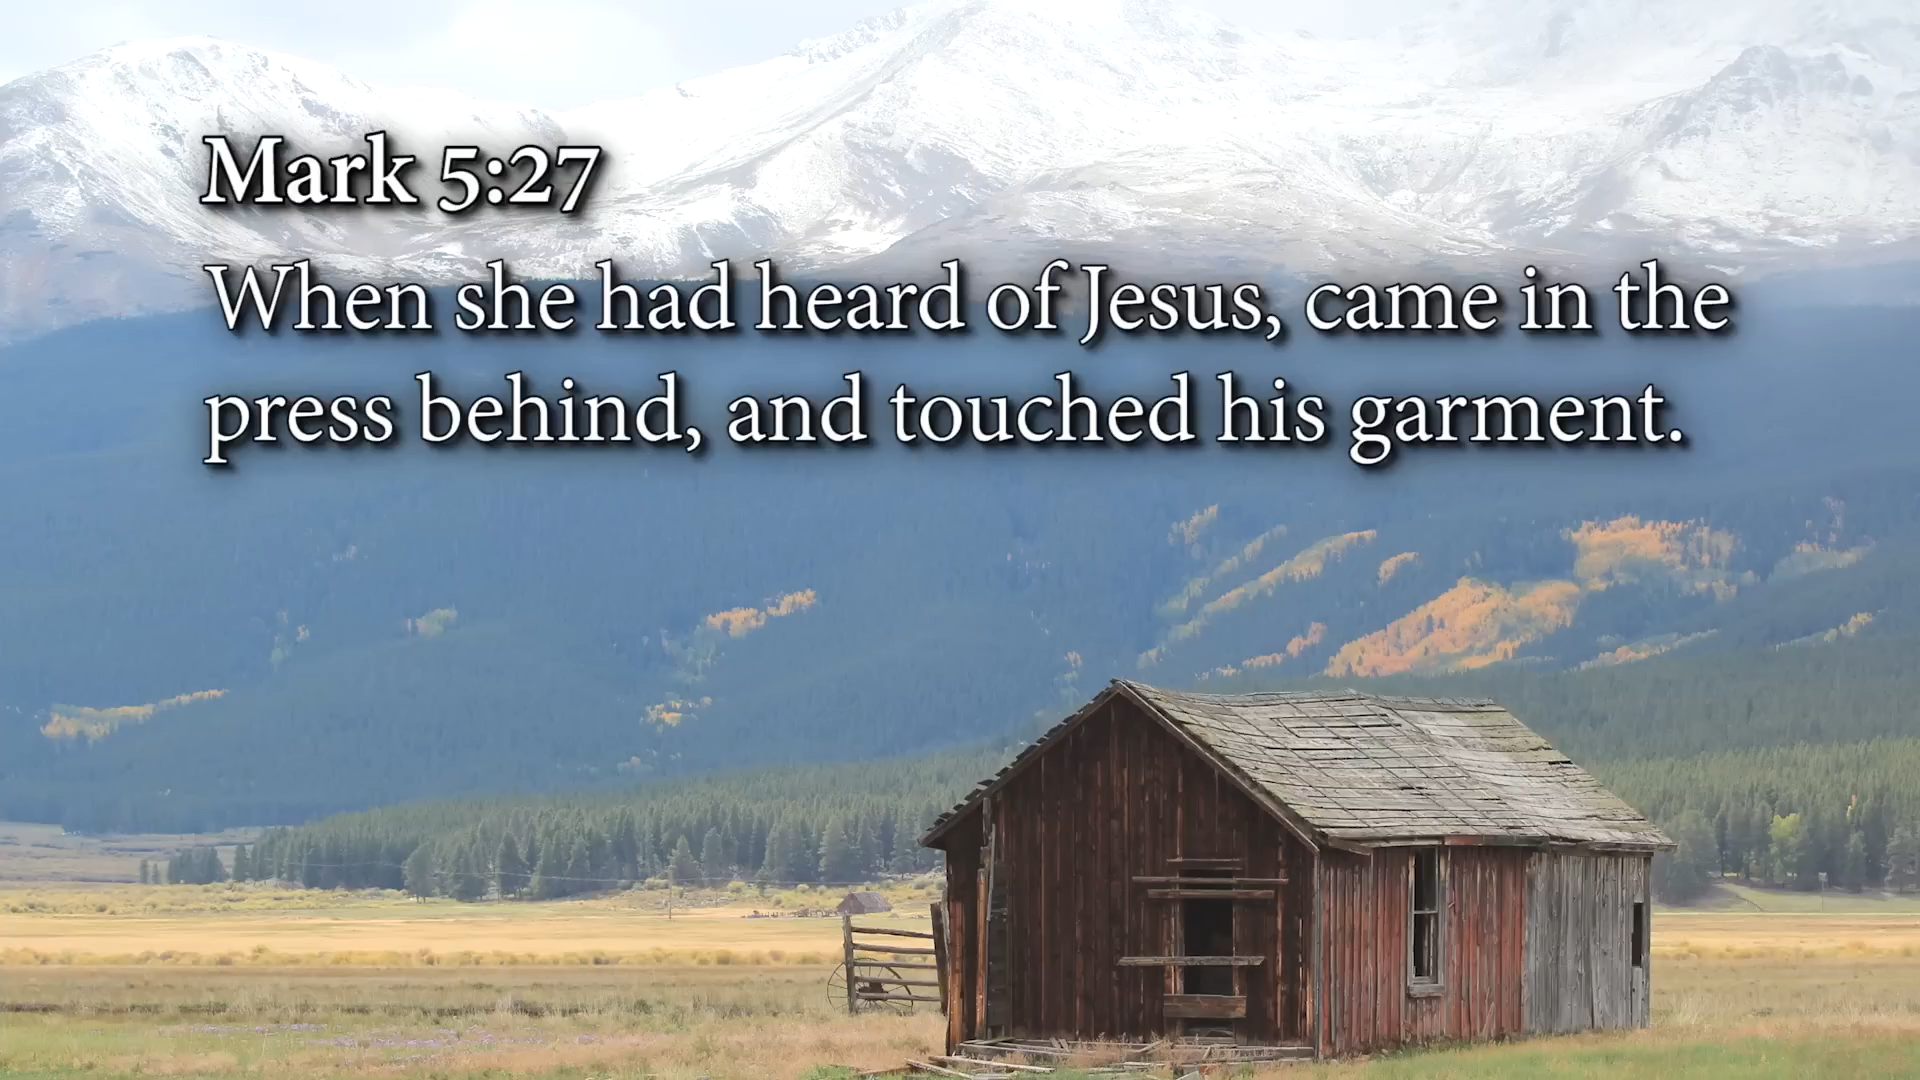 Mark 5:27
When she had heard of Jesus, came in the
press behind, and touched his garment.